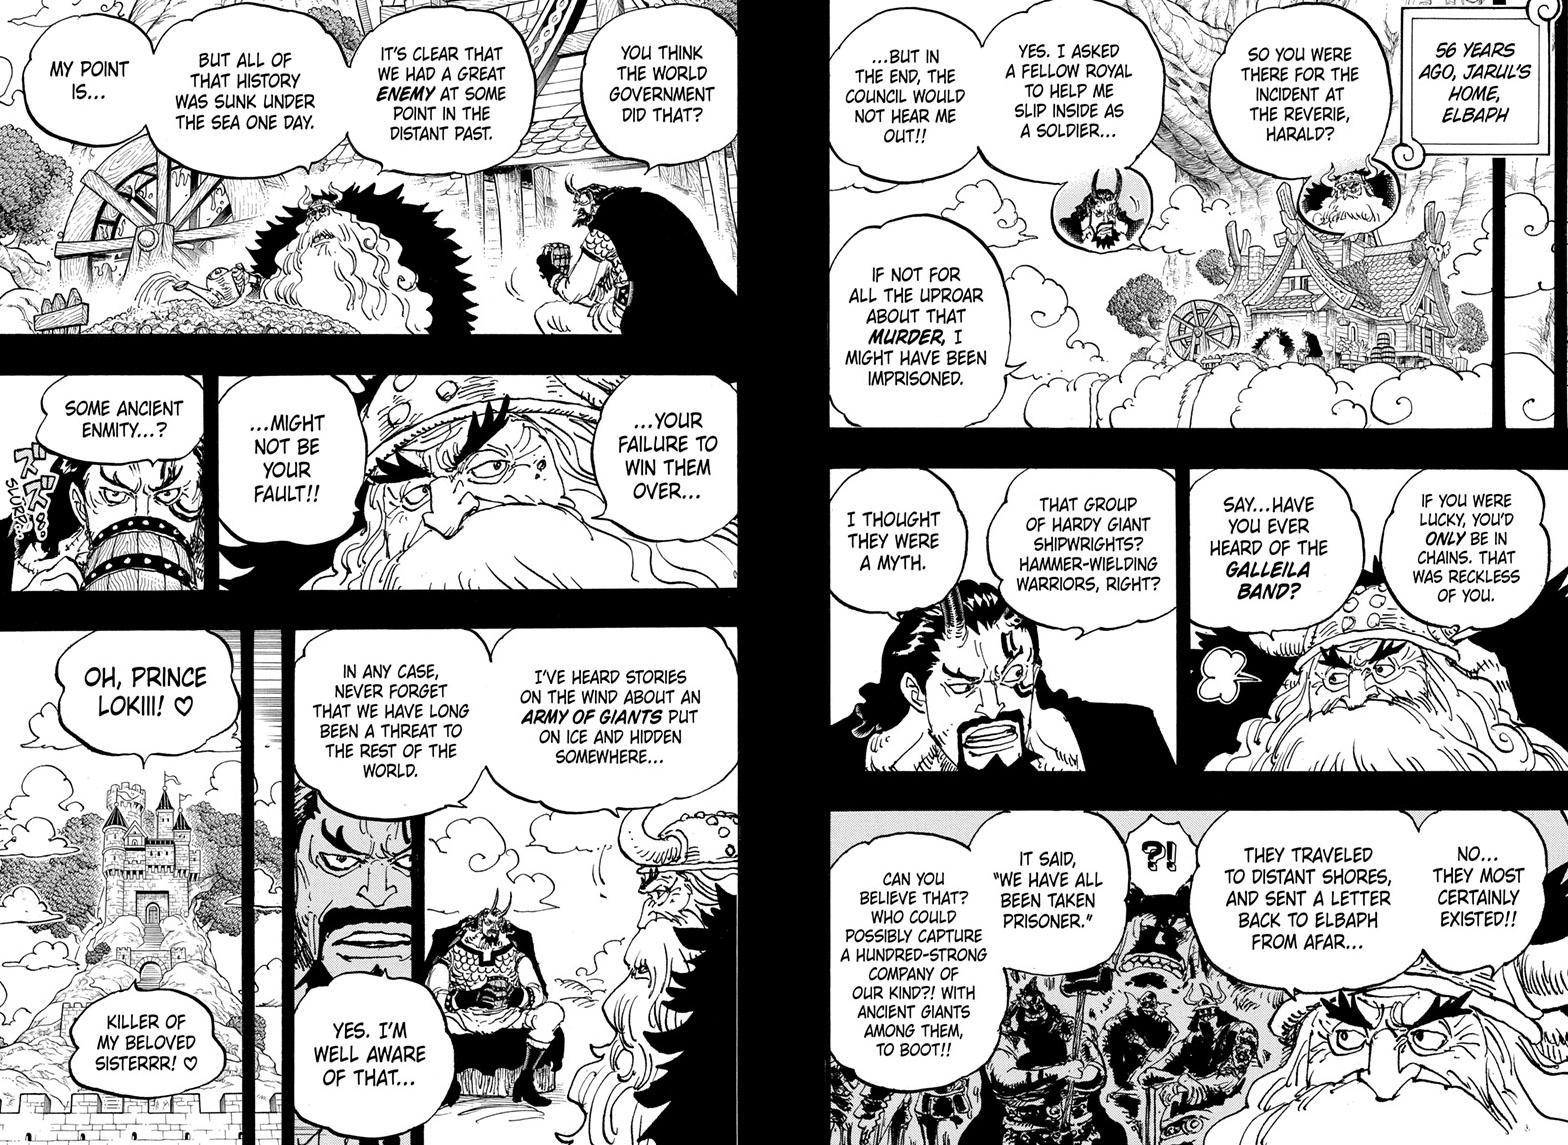 56 YEARS
AGO, JARUL'S
HOME,
ELBAPH
SO YOU WERE
THERE FOR THE
INCIDENT AT
THE REVERIE,
HARALD?
YES. I ASKED
A FELLOW ROYAL
TO HELP ME
SLIP INSIDE AS
A SOLDIER...
...BUT IN
THE END, THE
COUNCIL WOULD
NOT HEAR ME
OUT!!
IF NOT FOR
ALL THE UPROAR
ABOUT THAT
MURDER, I
MIGHT HAVE BEEN
IMPRISONED.
IF YOU WERE
LUCKY, YOU'D
ONLY BE IN
CHAINS. THAT
WAS RECKLESS
OF YOU.
SAY...HAVE
YOU EVER
HEARD OF THE
GALLEILA
BAND?
THAT GROUP
OF HARDY GIANT
SHIPWRIGHTS?
HAMMER-WIELDING
WARRIORS, RIGHT?
I THOUGHT
THEY WERE
A MYTH.
NO...
THEY MOST
CERTAINLY
EXISTED!!
THEY TRAVELED
TO DISTANT SHORES,
AND SENT A LETTER
BACK TO ELBAPH
FROM AFAR...
?!
IT SAID,
"WE HAVE ALL
BEEN TAKEN
PRISONER."
CAN YOU
BELIEVE THAT?
WHO COULD
POSSIBLY CAPTURE
A HUNDRED-STRONG
COMPANY OF
OUR KIND?! WITH
ANCIENT GIANTS
AMONG THEM,
TO BOOT!!
YOU THINK
THE WORLD
GOVERNMENT
DID THAT?
IT'S CLEAR THAT
WE HAD A GREAT
ENEMY AT SOME
POINT IN THE
DISTANT PAST.
BUT ALL OF
THAT HISTORY
WAS SUNK UNDER
THE SEA ONE DAY.
MY POINT
IS...
...YOUR
FAILURE TO
WIN THEM
OVER...
...MIGHT
NOT BE
YOUR
FAULT!!
SOME ANCIENT
ENMITY...?
ズズズ...
SLURP...
I'VE HEARD STORIES
ON THE WIND ABOUT AN
ARMY OF GIANTS PUT
ON ICE AND HIDDEN
SOMEWHERE...
IN ANY CASE,
NEVER FORGET
THAT WE HAVE LONG
BEEN A THREAT TO
THE REST OF THE
WORLD.
YES. I'M
WELL AWARE
OF THAT...
OH, PRINCE
LOKIII! ♡
KILLER OF
MY BELOVED
SISTERRR! ♡